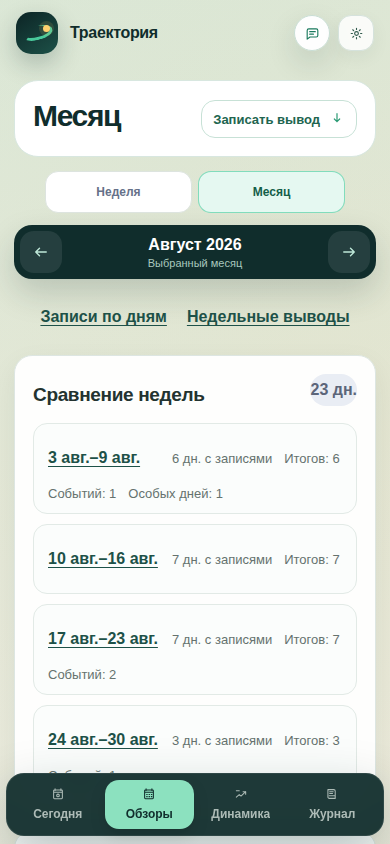 Траектория
Месяц
Записать вывод ↓
Неделя
Месяц
← Август 2026 →
Выбранный месяц
Записи по дням Недельные выводы
Сравнение недель
23 дн.
3 авг.–9 авг. 6 дн. с записями Итогов: 6
Событий: 1 Особых дней: 1
10 авг.–16 авг. 7 дн. с записями Итогов: 7
17 авг.–23 авг. 7 дн. с записями Итогов: 7
Событий: 2
24 авг.–30 авг. 3 дн. с записями Итогов: 3
Сегодня Обзоры Динамика Журнал